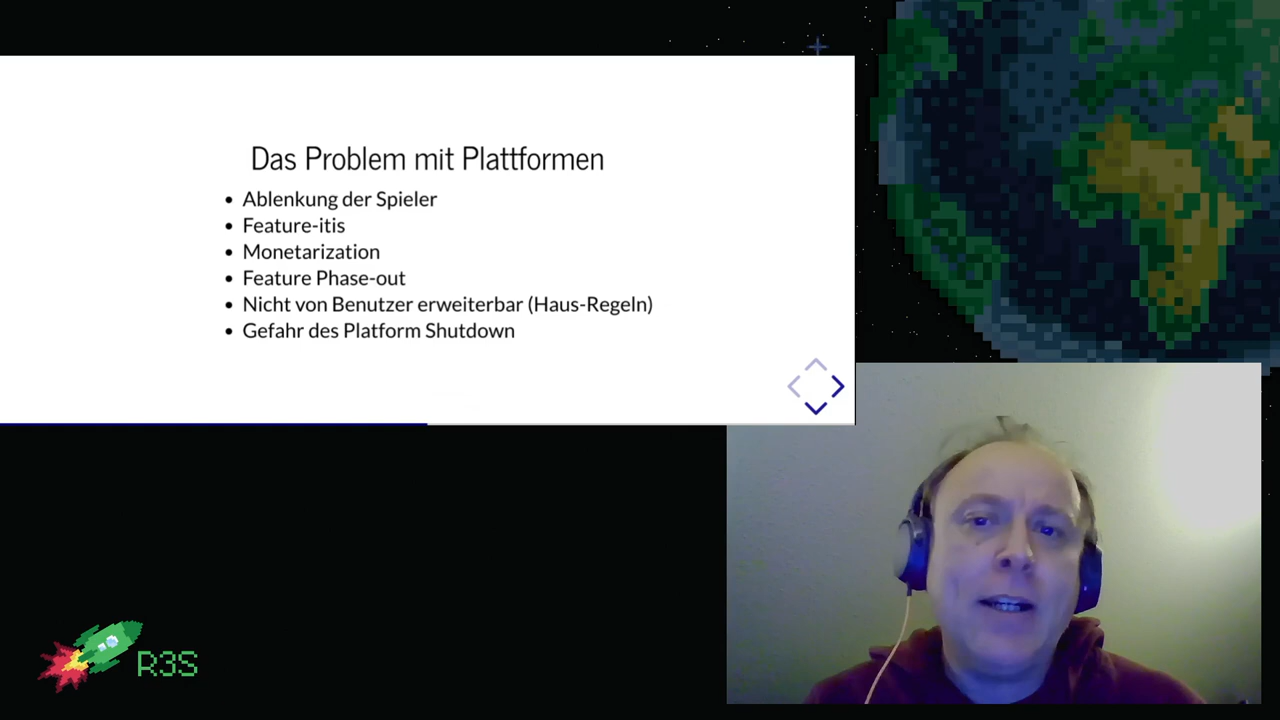 Das Problem mit Plattformen
Ablenkung der Spieler
Feature-itis
Monetarization
Feature Phase-out
Nicht von Benutzer erweiterbar (Haus-Regeln)
Gefahr des Platform Shutdown
R3S